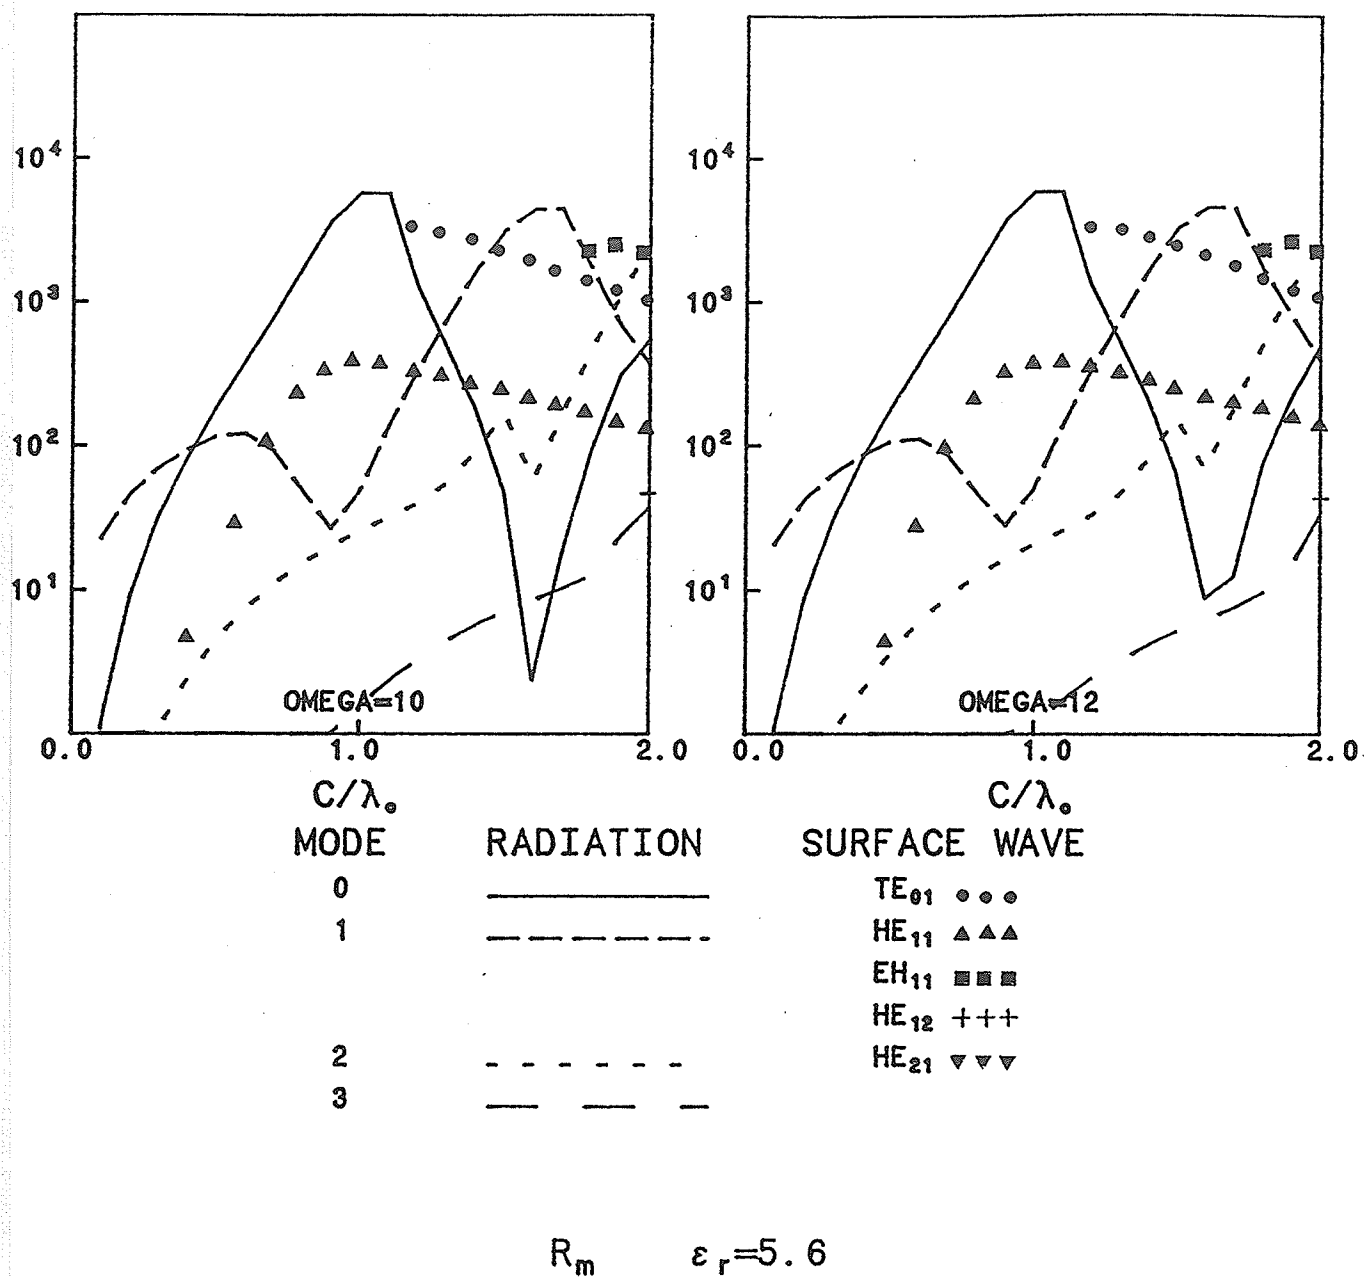 10⁴ 10⁴
10³ 10³
10² 10²
10¹ 10¹
OMEGA=10 OMEGA=12
0.0 1.0 2.0 0.0 1.0 2.0
C/λ₀ C/λ₀
MODE RADIATION SURFACE WAVE
0 TE₀₁
1 HE₁₁
EH₁₁
HE₁₂
2 HE₂₁
3
Rₘ εᵣ=5.6